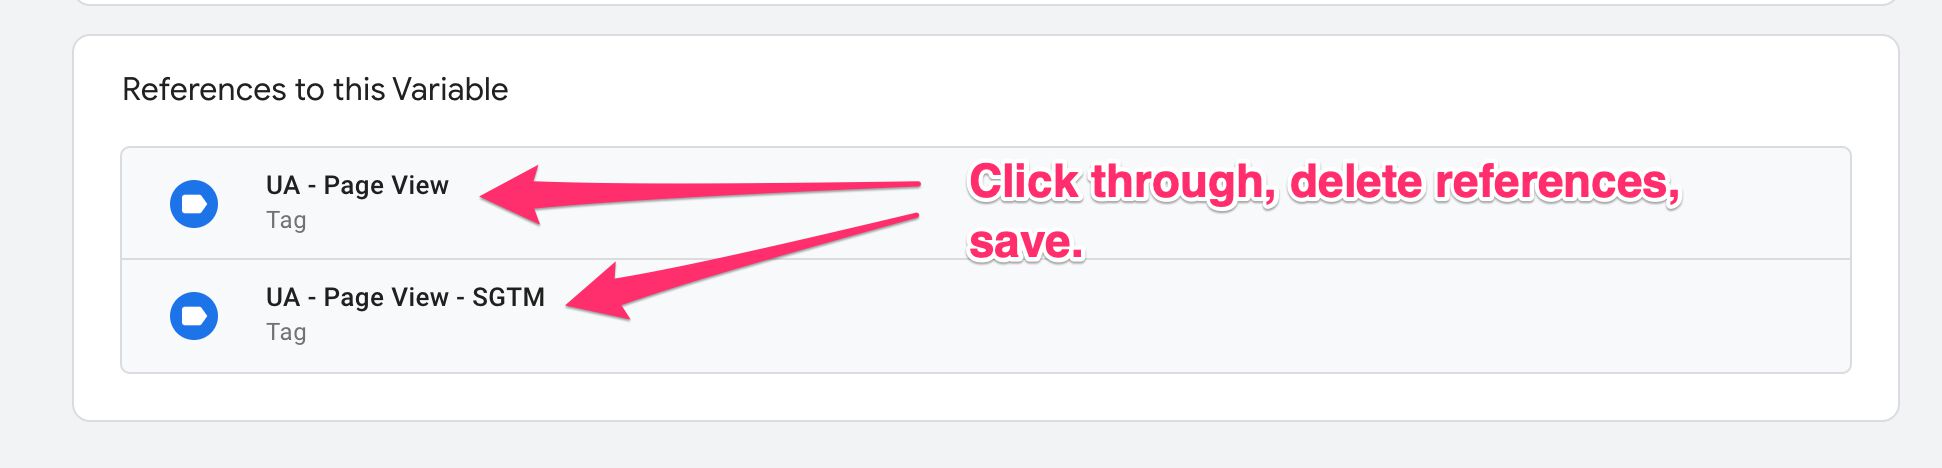 References to this Variable
UA - Page View
Tag
Click through, delete references,
save.
UA - Page View - SGTM
Tag